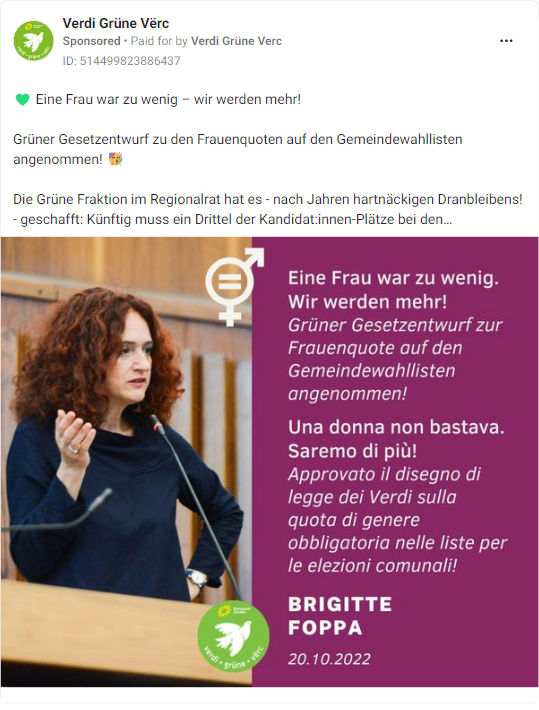 Verdi Grüne Vërc
Sponsored • Paid for by Verdi Grüne Verc
ID: 514499823886437
💚 Eine Frau war zu wenig – wir werden mehr!
Grüner Gesetzentwurf zu den Frauenquoten auf den Gemeindewahllisten
angenommen! 🥳
Die Grüne Fraktion im Regionalrat hat es - nach Jahren hartnäckigen Dranbleibens!
- geschafft: Künftig muss ein Drittel der Kandidat:innen-Plätze bei den...
Eine Frau war zu wenig.
Wir werden mehr!
Grüner Gesetzentwurf zur
Frauenquote auf den
Gemeindewahllisten
angenommen!
Una donna non bastava.
Saremo di più!
Approvato il disegno di
legge dei Verdi sulla
quota di genere
obbligatoria nelle liste per
le elezioni comunali!
BRIGITTE
FOPPA
20.10.2022
verdi • grüne • vërc